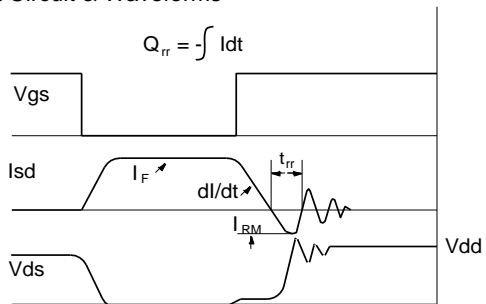 Circuit & Waveforms
Qrr = -∫ Idt
Vgs
Isd
IF
trr
dI/dt
IRM
Vdd
Vds